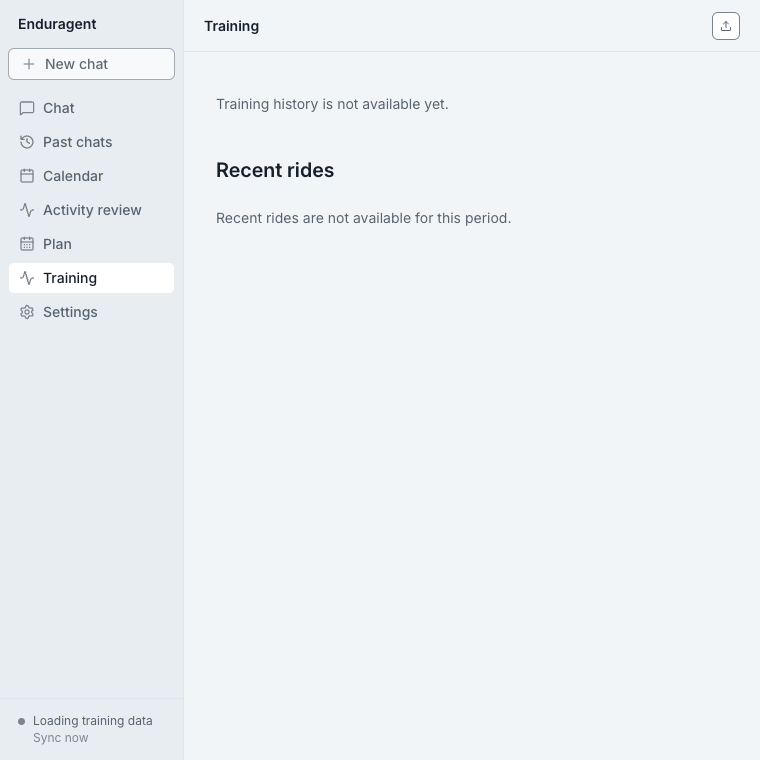 Enduragent
New chat
Chat
Past chats
Calendar
Activity review
Plan
Training
Settings
Loading training data
Sync now
Training
Training history is not available yet.
Recent rides
Recent rides are not available for this period.